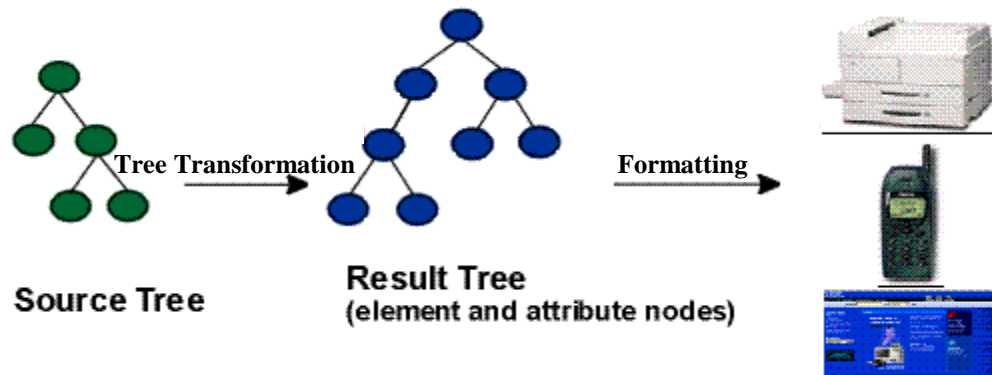 Tree Transformation
Formatting
Source Tree
Result Tree
(element and attribute nodes)